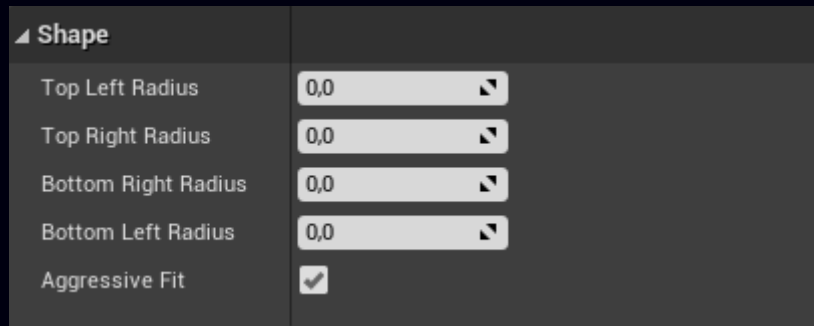 Shape
Top Left Radius 0,0
Top Right Radius 0,0
Bottom Right Radius 0,0
Bottom Left Radius 0,0
Aggressive Fit